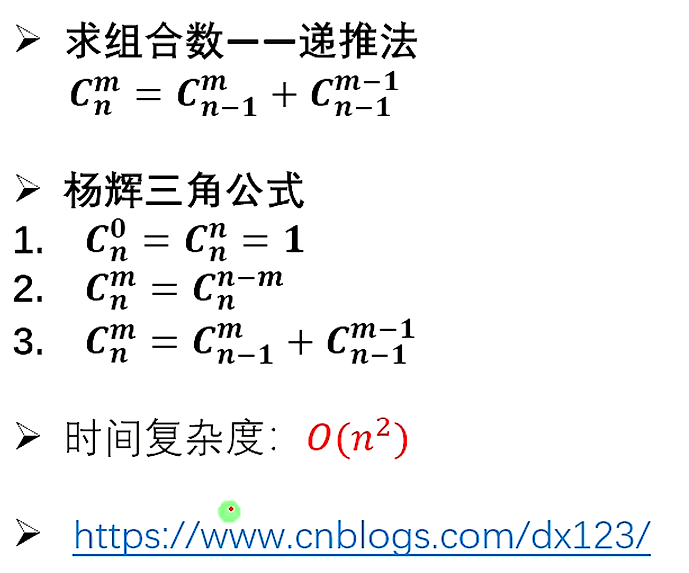 ➢ 求组合数——递推法
$C_n^m = C_{n-1}^m + C_{n-1}^{m-1}$
➢ 杨辉三角公式
1. $C_n^0 = C_n^n = 1$
2. $C_n^m = C_n^{n-m}$
3. $C_n^m = C_{n-1}^m + C_{n-1}^{m-1}$
➢ 时间复杂度：$O(n^2)$
➢ https://www.cnblogs.com/dx123/